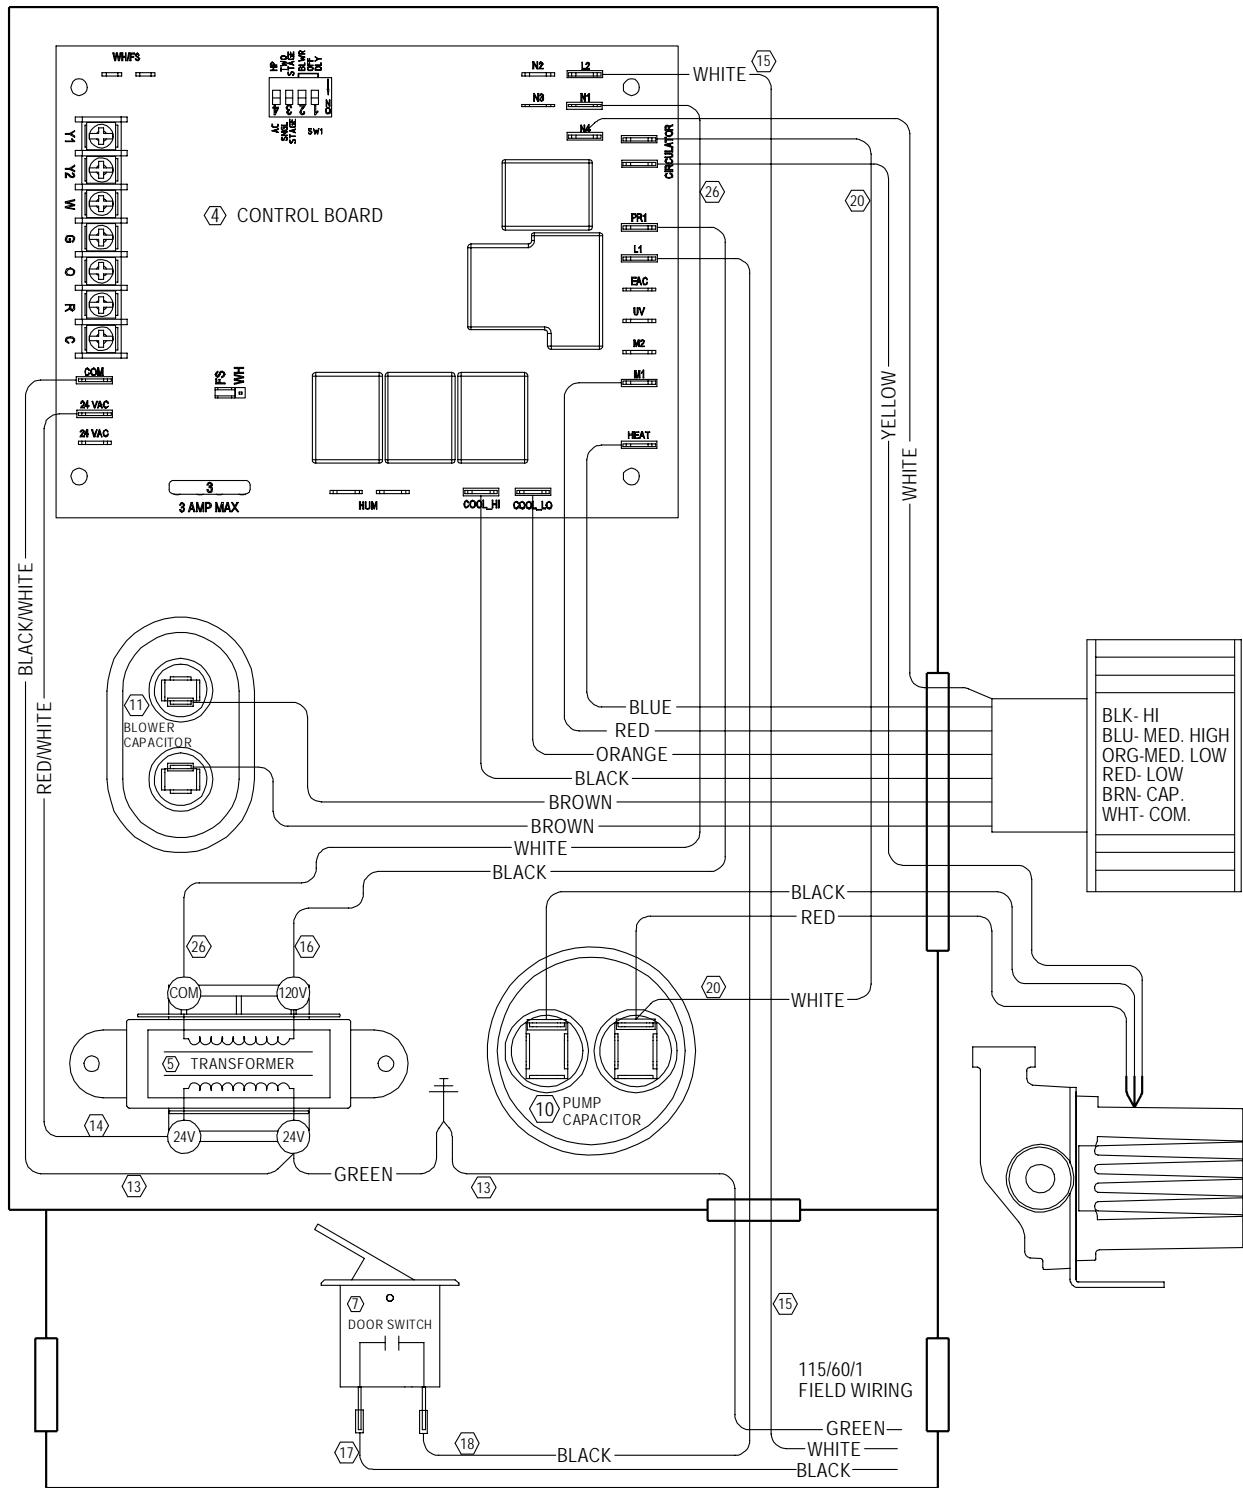 WH/FS
HP
TWO
STAGE
BLWR
OFF
DLY
ON
4 3 2 1
AC
SNGL
STAGE
SW1
N2
L2
WHITE
15
N3
N1
N4
CIRCULATOR
Y1
Y2
W
G
O
R
C
4 CONTROL BOARD
26
20
PR1
L1
EAC
UV
M2
M1
HEAT
COM
24 VAC
24 VAC
FS
WH
3
3 AMP MAX
HUM
COOL_HI
COOL_LO
YELLOW
WHITE
BLACK/WHITE
RED/WHITE
11
BLOWER
CAPACITOR
BLUE
RED
ORANGE
BLACK
BROWN
BROWN
WHITE
BLACK
BLK- HI
BLU- MED. HIGH
ORG-MED. LOW
RED- LOW
BRN- CAP.
WHT- COM.
BLACK
RED
26
16
COM
120V
20
WHITE
5 TRANSFORMER
10 PUMP
CAPACITOR
14
24V
24V
GREEN
13
13
7
DOOR SWITCH
15
115/60/1
FIELD WIRING
GREEN
WHITE
BLACK
17
18
BLACK